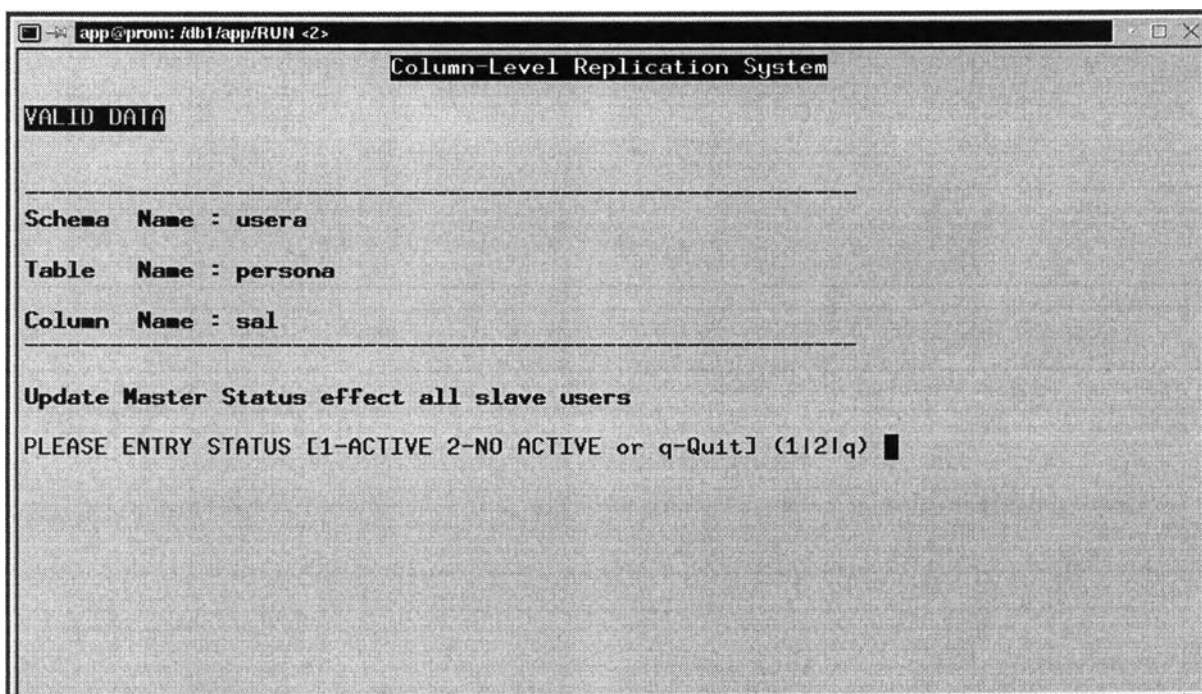 app@prom: /db1/app/RUN <2>
Column-Level Replication System
VALID DATA
Schema Name : usera
Table Name : persona
Column Name : sal
Update Master Status effect all slave users
PLEASE ENTRY STATUS [1-ACTIVE 2-NO ACTIVE or q-Quit] (1|2|q)